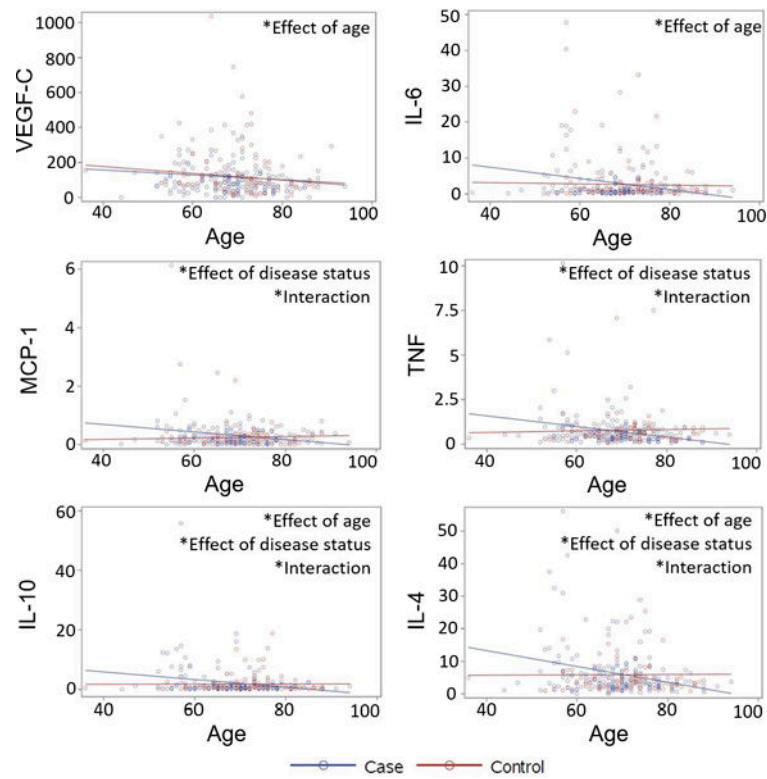 *Effect of age
VEGF-C
1000
800
600
400
200
0
40
60
80
100
Age
*Effect of age
IL-6
50
40
30
20
10
0
40
60
80
100
Age
*Effect of disease status
*Interaction
MCP-1
6
4
2
0
40
60
80
100
Age
*Effect of disease status
*Interaction
TNF
10
7.5
5
2.5
0
40
60
80
100
Age
*Effect of age
*Effect of disease status
*Interaction
IL-10
60
40
20
0
40
60
80
100
Age
*Effect of age
*Effect of disease status
*Interaction
IL-4
50
40
30
20
10
0
40
60
80
100
Age
Case Control